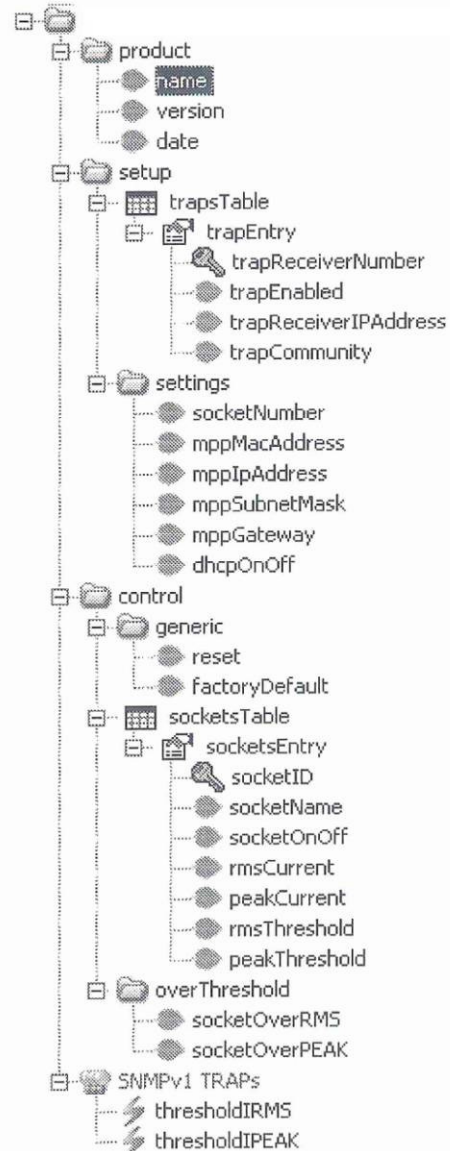 product
name
version
date
setup
trapsTable
trapEntry
trapReceiverNumber
trapEnabled
trapReceiverIPAddress
trapCommunity
settings
socketNumber
mppMacAddress
mppIpAddress
mppSubnetMask
mppGateway
dhcpOnOff
control
generic
reset
factoryDefault
socketsTable
socketsEntry
socketID
socketName
socketOnOff
rmsCurrent
peakCurrent
rmsThreshold
peakThreshold
overThreshold
socketOverRMS
socketOverPEAK
SNMPv1 TRAPs
thresholdIRMS
thresholdIPEAK